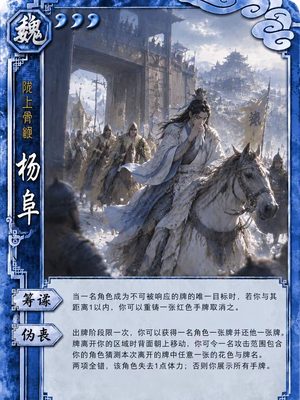 魏
陇上骨鲠
杨阜
筹谋
当一名角色成为不可被响应的牌的唯一目标时，若你与其
距离1以内，你可以重铸一张红色手牌取消之。
伪丧
出牌阶段限一次，你可以获得一名角色一张牌并还他一张牌。
牌离开你的区域时背面朝上移动，你可令一名攻击范围包含
你的角色猜测本次离开的牌中任意一张的花色与牌名。
两项全错，该角色失去1点体力；否则你展示所有手牌。